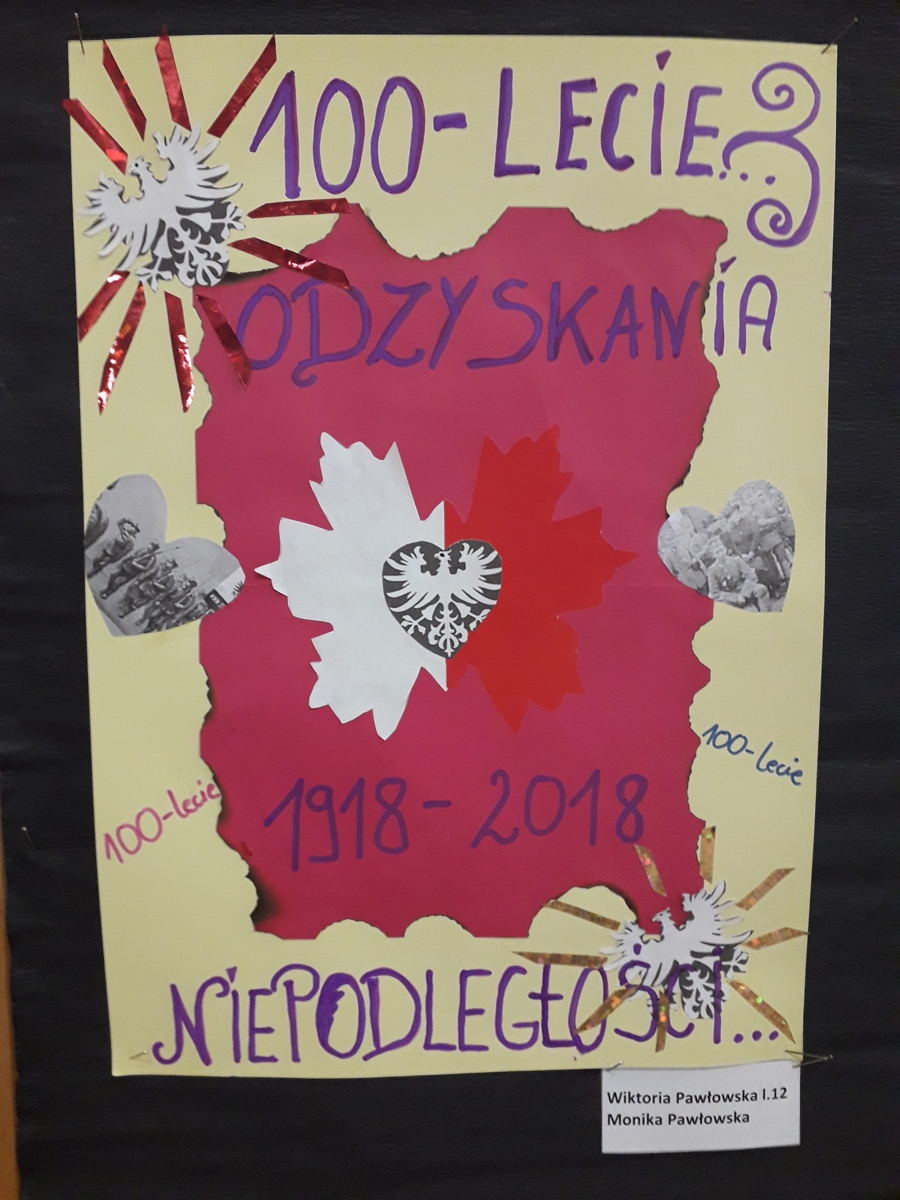 100-LECIE...
ODZYSKANIA
1918-2018
100-lecie
100-lecie
NIEPODLEGŁOŚCI...
Wiktoria Pawłowska l.12
Monika Pawłowska